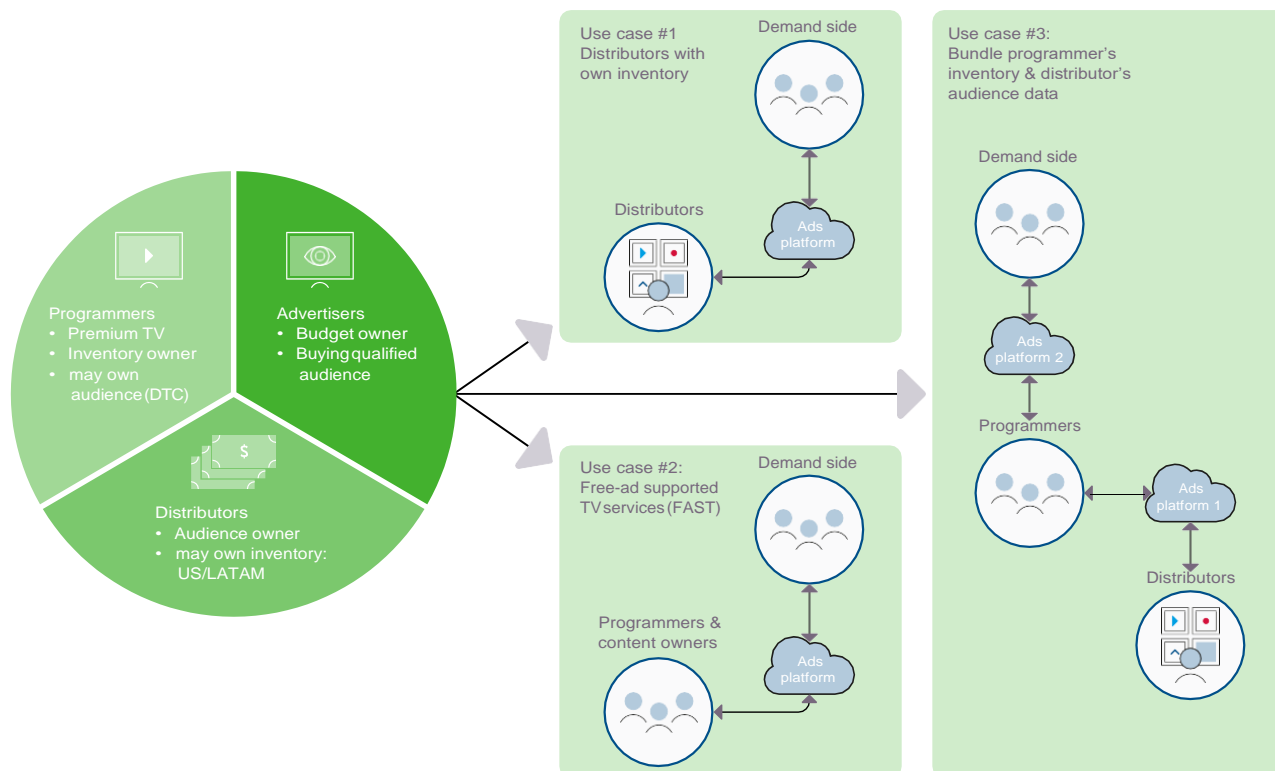 Programmers
• Premium TV
• Inventory owner
• may own
audience (DTC)
Advertisers
• Budget owner
• Buying qualified
audience
$
Distributors
• Audience owner
• may own inventory:
US/LATAM
Use case #1
Distributors with
own inventory
Demand side
Distributors
Ads
platform
Use case #2:
Free-ad supported
TV services (FAST)
Demand side
Programmers &
content owners
Ads
platform
Use case #3:
Bundle programmer’s
inventory & distributor’s
audience data
Demand side
Ads
platform 2
Programmers
Ads
platform 1
Distributors